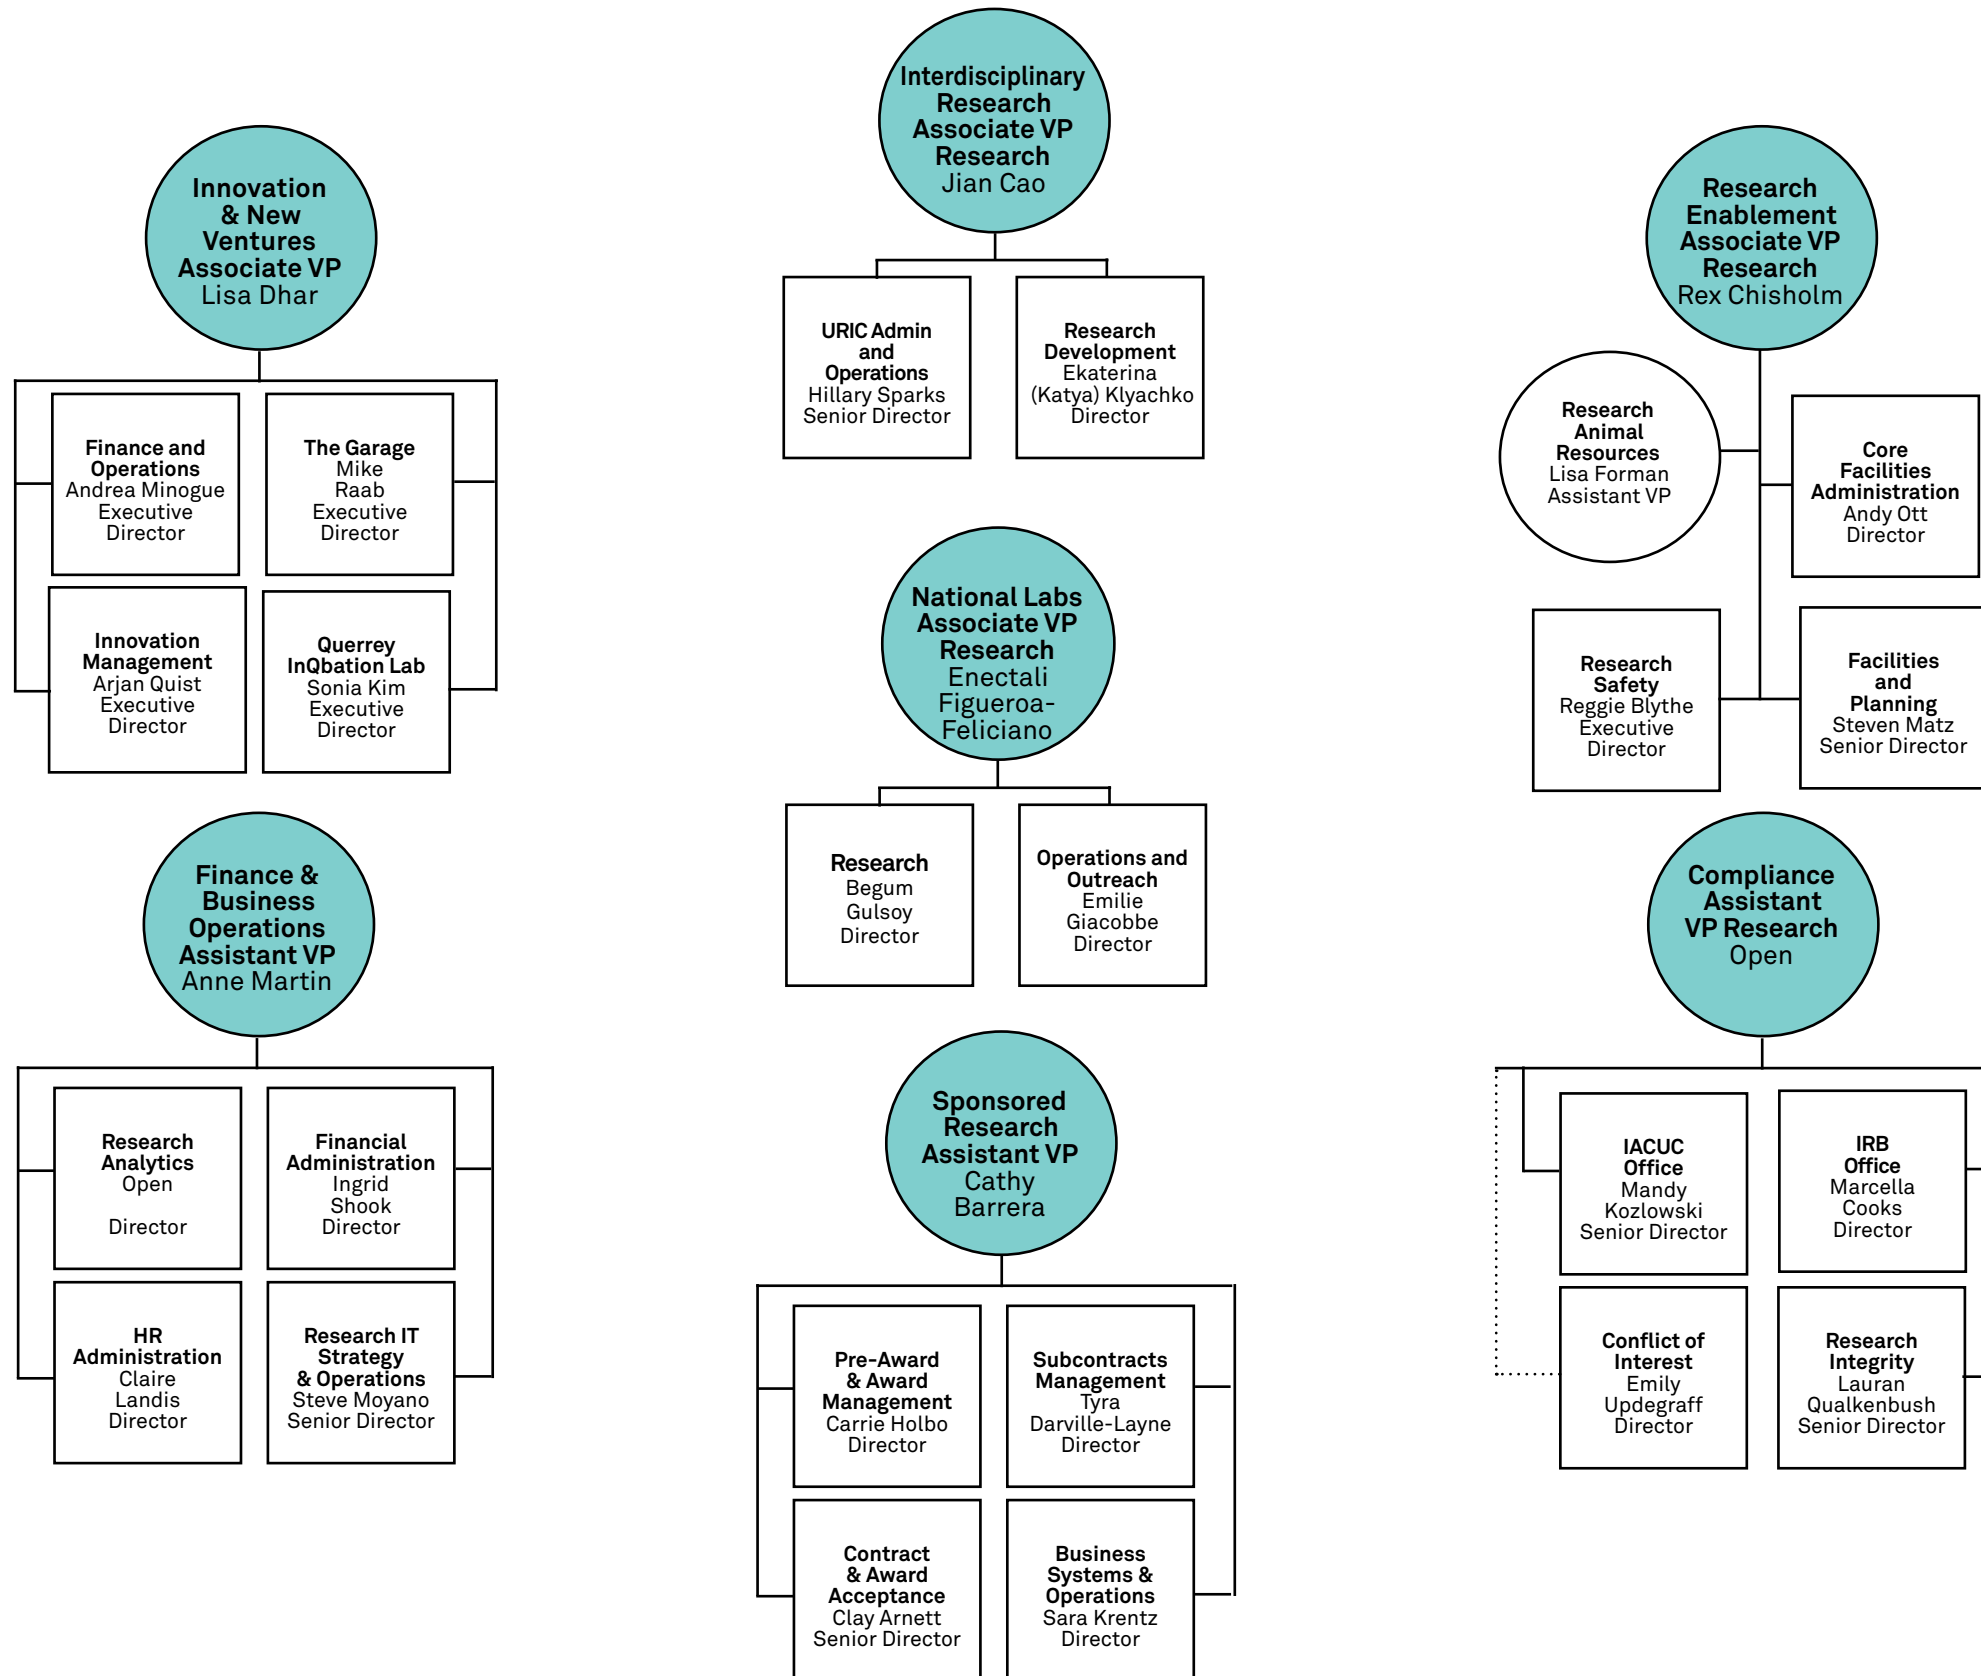 Interdisciplinary
Research
Associate VP
Research
Jian Cao
URIC Admin
and
Operations
Hillary Sparks
Senior Director
Research
Development
Ekaterina
(Katya) Klyachko
Director
Innovation
& New
Ventures
Associate VP
Lisa Dhar
Finance and
Operations
Andrea Minogue
Executive
Director
The Garage
Mike
Raab
Executive
Director
Innovation
Management
Arjan Quist
Executive
Director
Querrey
InQbation Lab
Sonia Kim
Executive
Director
Research
Enablement
Associate VP
Research
Rex Chisholm
Research
Animal
Resources
Lisa Forman
Assistant VP
Core
Facilities
Administration
Andy Ott
Director
Research
Safety
Reggie Blythe
Executive
Director
Facilities
and
Planning
Steven Matz
Senior Director
National Labs
Associate VP
Research
Enectali
Figueroa-
Feliciano
Research
Begum
Gulsoy
Director
Operations and
Outreach
Emilie
Giacobbe
Director
Finance &
Business
Operations
Assistant VP
Anne Martin
Research
Analytics
Open
Director
Financial
Administration
Ingrid
Shook
Director
HR
Administration
Claire
Landis
Director
Research IT
Strategy
& Operations
Steve Moyano
Senior Director
Sponsored
Research
Assistant VP
Cathy
Barrera
Pre-Award
& Award
Management
Carrie Holbo
Director
Subcontracts
Management
Tyra
Darville-Layne
Director
Contract
& Award
Acceptance
Clay Arnett
Senior Director
Business
Systems &
Operations
Sara Krentz
Director
Compliance
Assistant
VP Research
Open
IACUC
Office
Mandy
Kozlowski
Senior Director
IRB
Office
Marcella
Cooks
Director
Conflict of
Interest
Emily
Updegraff
Director
Research
Integrity
Lauran
Qualkenbush
Senior Director